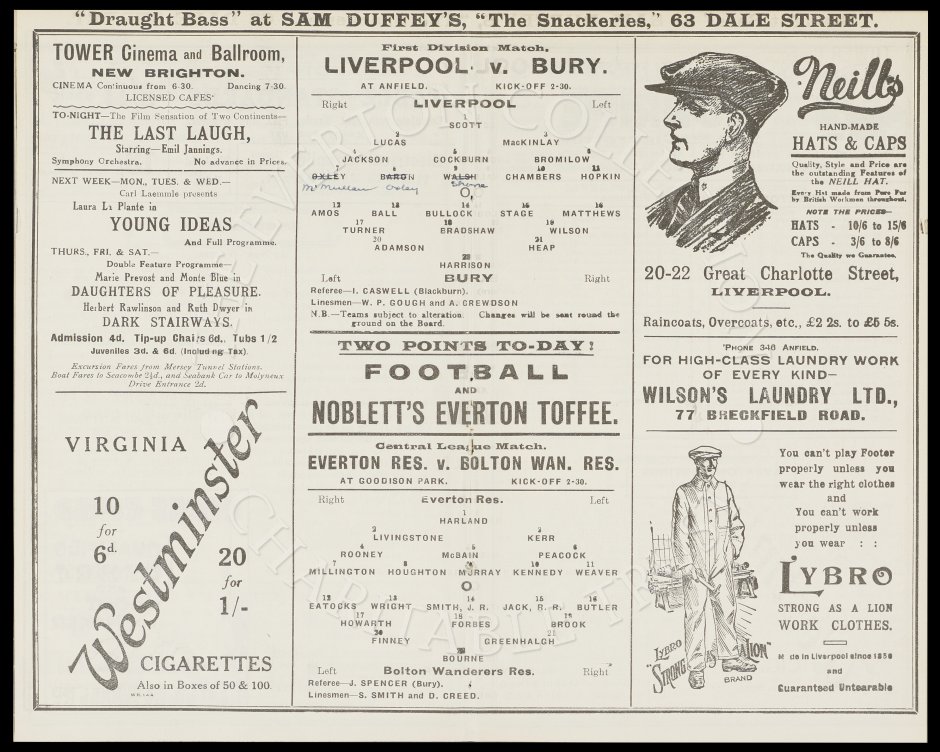 "Draught Bass" at SAM DUFFEY'S, "The Snackeries," 63 DALE STREET.
TOWER Cinema and Ballroom,
NEW BRIGHTON.
CINEMA Continuous from 6-30. Dancing 7-30.
LICENSED CAFES'
TO-NIGHT—The Film Sensation of Two Continents—
THE LAST LAUGH,
Starring—Emil Jannings.
Symphony Orchestra. No advance in Prices.
NEXT WEEK—MON., TUES. & WED.—
Carl Laemmle presents
Laura La Plante in
YOUNG IDEAS
And Full Programme.
THURS., FRI. & SAT.—
Double Feature Programme—
Marie Prevost and Monte Blue in
DAUGHTERS OF PLEASURE.
Herbert Rawlinson and Ruth Dwyer in
DARK STAIRWAYS.
Admission 4d. Tip-up Chairs 6d. Tubs 1/2
Juveniles 3d. & 6d. (Including Tax)
Excursion Fares from Mersey Tunnel Stations.
Boat Fares to Seacombe 2½d., and Seabank Car to Molyneux
Drive Entrance 2d.
VIRGINIA
10
for
6d.
Westminster
20
for
1/-
CIGARETTES
Also in Boxes of 50 & 100.
First Division Match.
LIVERPOOL v. BURY.
AT ANFIELD. KICK-OFF 2-30.
Right LIVERPOOL Left
1
SCOTT
2 3
LUCAS MacKINLAY
4 5 6
JACKSON COCKBURN BROMILOW
7 8 9 10 11
OXLEY BARON WALSH CHAMBERS HOPKIN
McMullan Oxley Shone
O,
12 13 14 15 16
AMOS BALL BULLOCK STAGE MATTHEWS
17 18 19
TURNER BRADSHAW WILSON
20 21
ADAMSON HEAP
22
HARRISON
Left BURY Right
Referee—I. CASWELL (Blackburn).
Linesmen—W. P. GOUGH and A. CREWDSON
N.B.—Teams subject to alteration. Changes will be sent round the
ground on the Board.
TWO POINTS TO-DAY!
FOOTBALL
AND
NOBLETT'S EVERTON TOFFEE.
Central League Match.
EVERTON RES. v. BOLTON WAN. RES.
AT GOODISON PARK. KICK-OFF 2-30.
Right Everton Res. Left
1
HARLAND
2 3
LIVINGSTONE KERR
4 5 6
ROONEY McBAIN PEACOCK
7 8 9 10 11
MILLINGTON HOUGHTON MURRAY KENNEDY WEAVER
O
12 13 14 15 16
EATOCKS WRIGHT SMITH, J. R. JACK, R. R. BUTLER
17 18 19
HOWARTH FORBES BROOK
20 21
FINNEY GREENHALGH
22
BOURNE
Left Bolton Wanderers Res. Right
Referee—J. SPENCER (Bury).
Linesmen—S. SMITH and D. CREED.
Neill's
HAND-MADE
HATS & CAPS
Quality, Style and Price are
the outstanding Features of
the NEILL HAT.
Every Hat made from Pure Fur
by British Workmen throughout.
NOTE THE PRICES—
HATS - 10/6 to 15/6
CAPS - 3/6 to 8/6
The Quality we Guarantee.
20-22 Great Charlotte Street,
LIVERPOOL.
Raincoats, Overcoats, etc., £2 2s. to £5 5s.
'PHONE 346 ANFIELD.
FOR HIGH-CLASS LAUNDRY WORK
OF EVERY KIND—
WILSON'S LAUNDRY LTD.,
77 BRECKFIELD ROAD.
You can't play Footer
properly unless you
wear the right clothes
and
You can't work
properly unless
you wear : :
LYBRO
STRONG AS A LION
WORK CLOTHES.
Made in Liverpool since 1850
and
Guaranteed Untearable
LYBRO
"STRONG AS A LION"
BRAND
EVERTON COLLECTION
CHARITABLE TRUST